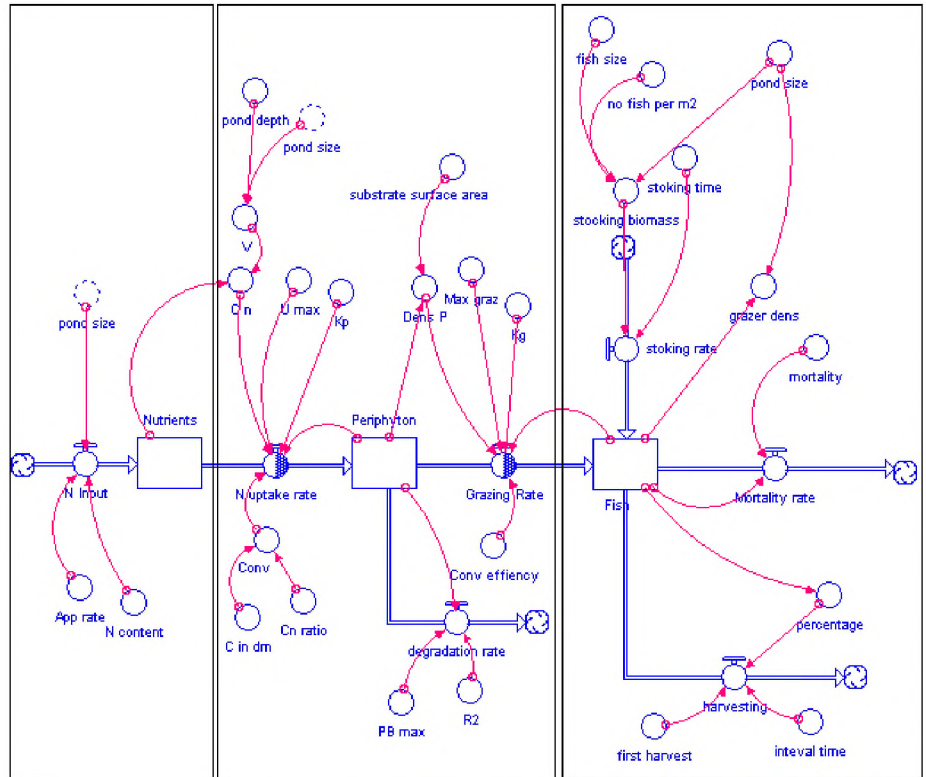 fish size
pond size
no fish per m2
pond depth
pond size
substrate surface area
stoking time
stocking biomass
V
C n
U max
Kp
Dens P
Max graz
Kg
grazer dens
pond size
stoking rate
mortality
Nutrients
Periphyton
N Input
N uptake rate
Grazing Rate
Fish
Mortality rate
Conv
Conv effiency
App rate
N content
C in dm
Cn ratio
degradation rate
percentage
PB max
R2
harvesting
first harvest
inteval time